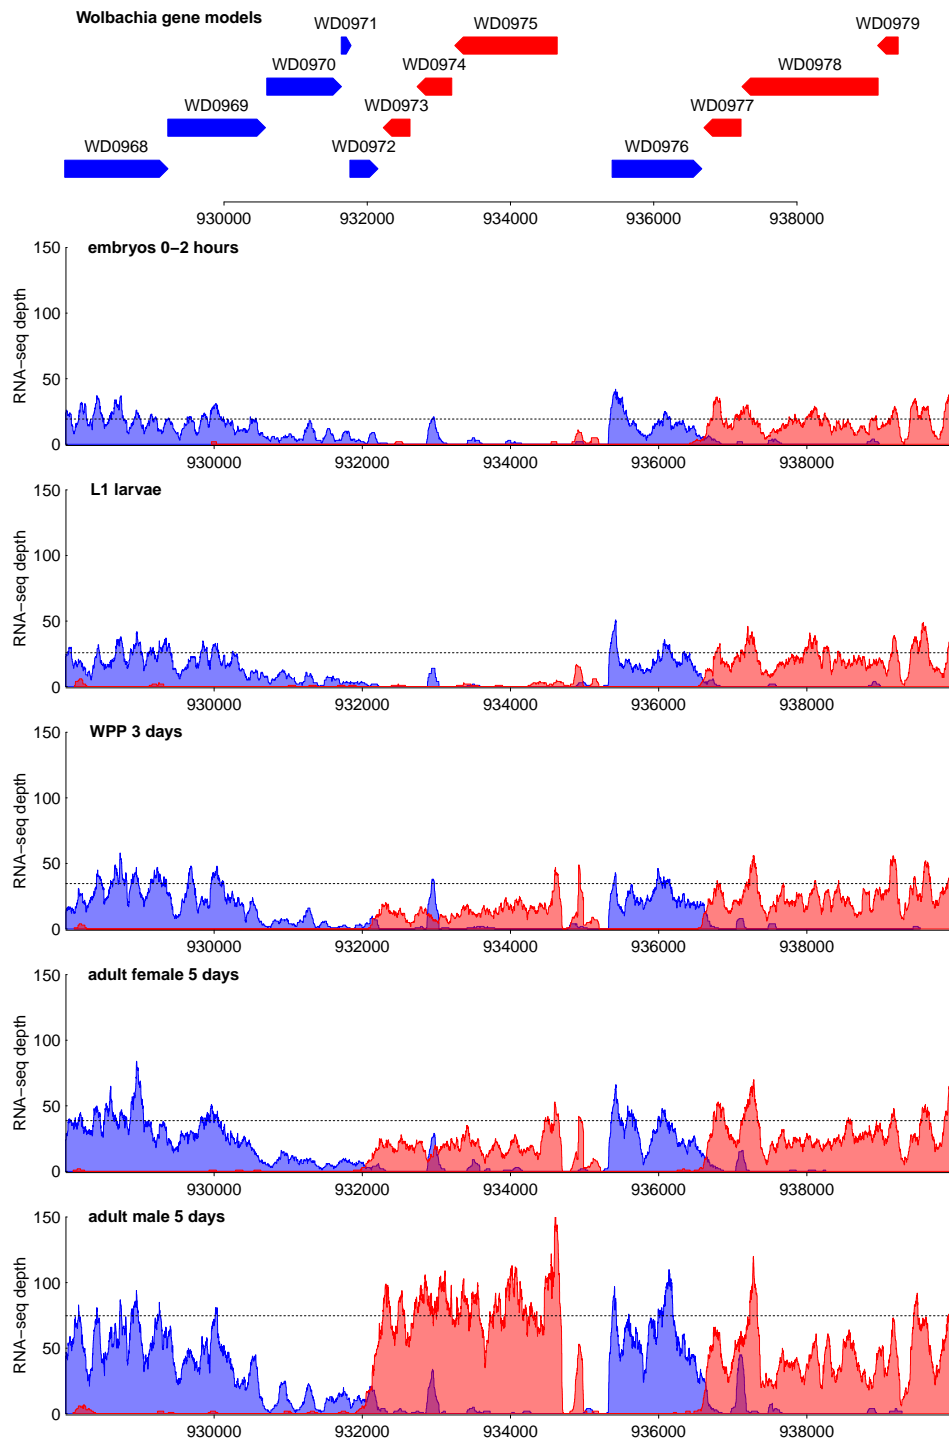 Wolbachia gene models
WD0971 WD0975 WD0979
WD0970 WD0974 WD0978
WD0969 WD0973 WD0977
WD0968 WD0972 WD0976
930000 932000 934000 936000 938000
embryos 0−2 hours
RNA−seq depth
150
100
50
0
930000 932000 934000 936000 938000
L1 larvae
RNA−seq depth
150
100
50
0
930000 932000 934000 936000 938000
WPP 3 days
RNA−seq depth
150
100
50
0
930000 932000 934000 936000 938000
adult female 5 days
RNA−seq depth
150
100
50
0
930000 932000 934000 936000 938000
adult male 5 days
RNA−seq depth
150
100
50
0
930000 932000 934000 936000 938000